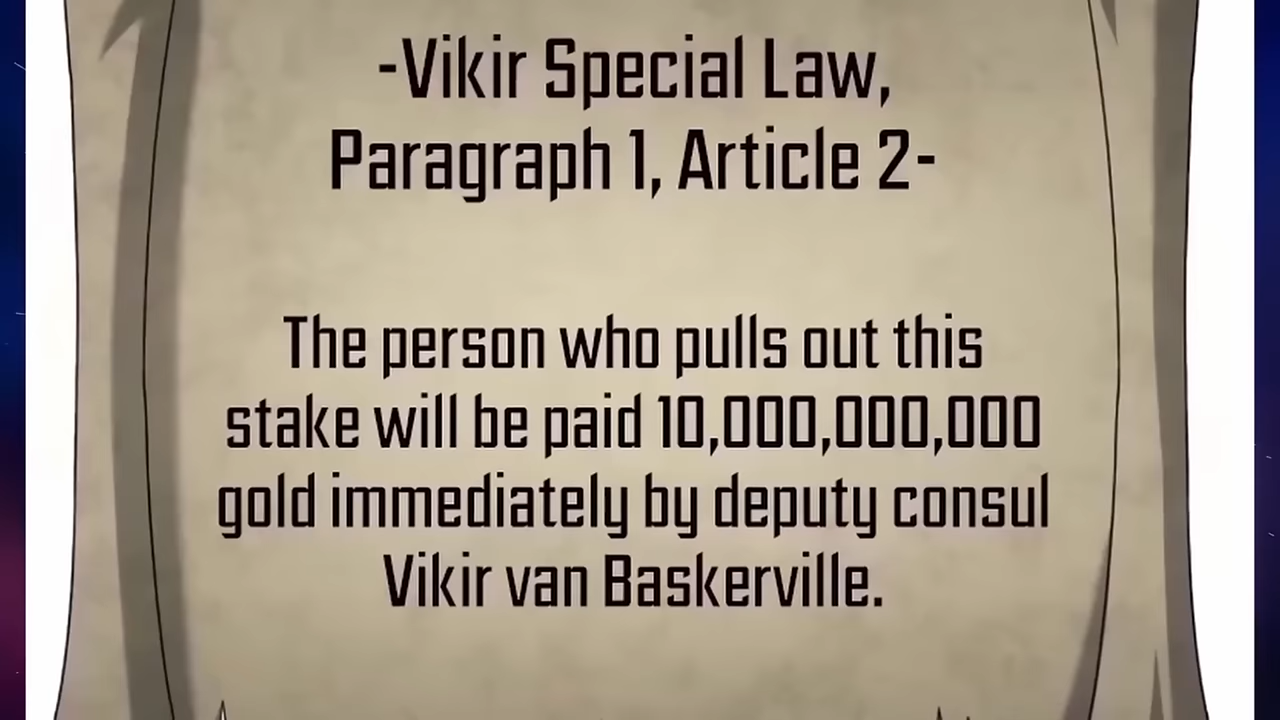 -Vikir Special Law,
Paragraph 1, Article 2-
The person who pulls out this
stake will be paid 10,000,000,000
gold immediately by deputy consul
Vikir van Baskerville.